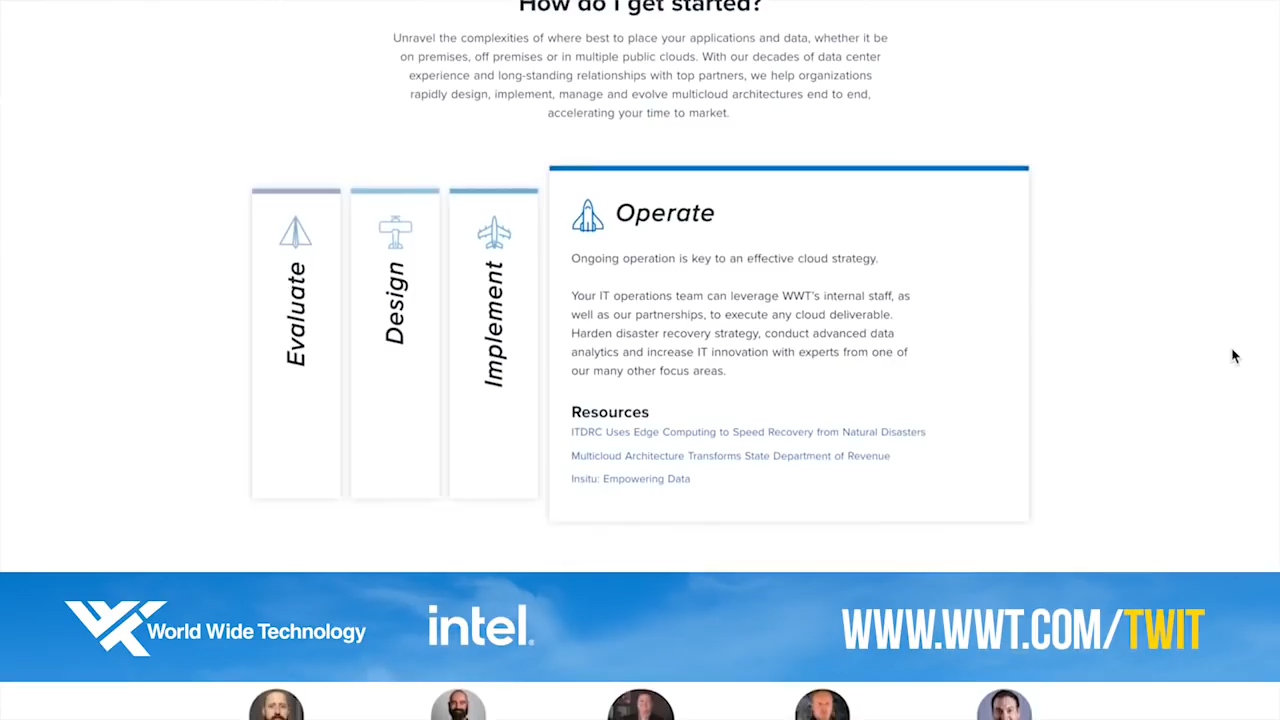 How do I get started?
Unravel the complexities of where best to place your applications and data, whether it be
on premises, off premises or in multiple public clouds. With our decades of data center
experience and long-standing relationships with top partners, we help organizations
rapidly design, implement, manage and evolve multicloud architectures end to end,
accelerating your time to market.
Evaluate
Design
Implement
Operate
Ongoing operation is key to an effective cloud strategy.
Your IT operations team can leverage WWT's internal staff, as
well as our partnerships, to execute any cloud deliverable.
Harden disaster recovery strategy, conduct advanced data
analytics and increase IT innovation with experts from one of
our many other focus areas.
Resources
ITDRC Uses Edge Computing to Speed Recovery from Natural Disasters
Multicloud Architecture Transforms State Department of Revenue
Insitu: Empowering Data
World Wide Technology
intel.
WWW.WWT.COM/TWIT